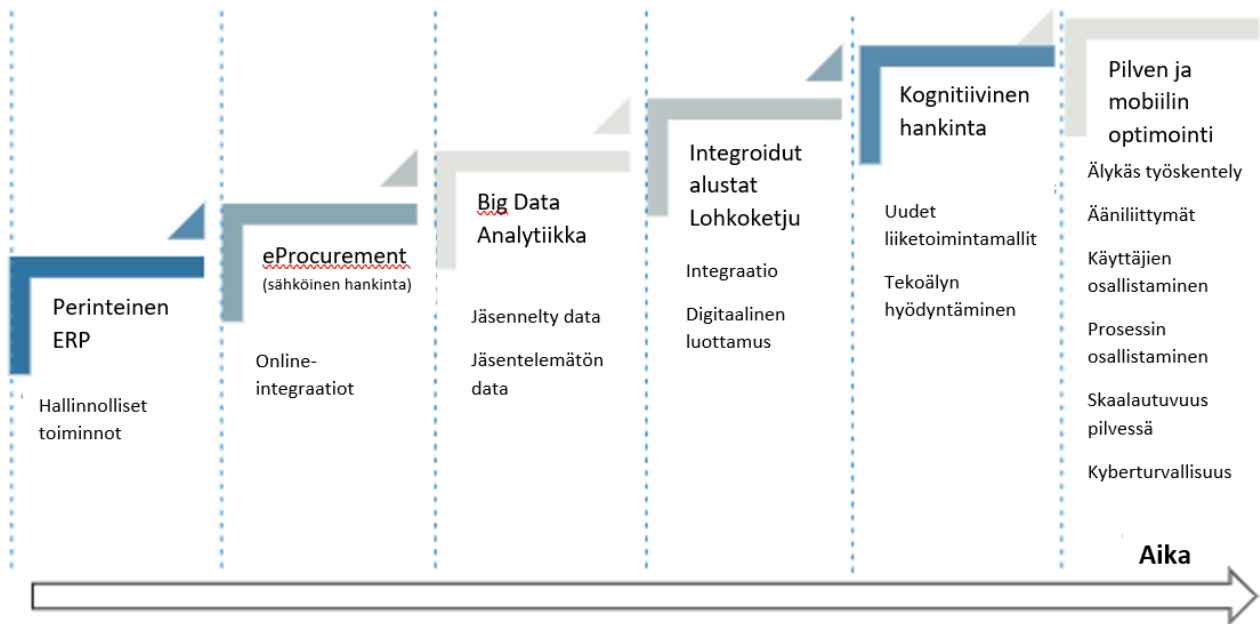 Perinteinen
ERP
Hallinnolliset
toiminnot
eProcurement
(sähköinen hankinta)
Online-
integraatiot
Big Data
Analytiikka
Jäsennelty data
Jäsentelemätön
data
Integroidut
alustat
Lohkoketju
Integraatio
Digitaalinen
luottamus
Kognitiivinen
hankinta
Uudet
liiketoimintamallit
Tekoälyn
hyödyntäminen
Pilven ja
mobiilin
optimointi
Älykäs työskentely
Ääniliittymät
Käyttäjien
osallistaminen
Prosessin
osallistaminen
Skaalautuvuus
pilvessä
Kyberturvallisuus
Aika